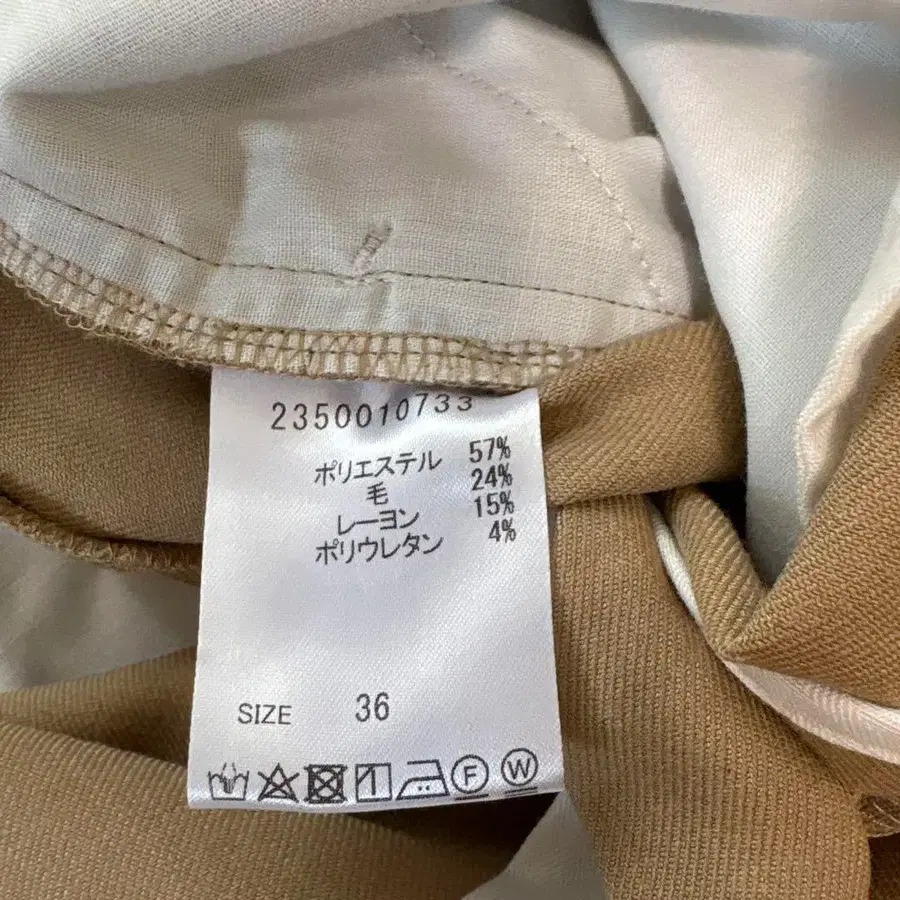 2350010733
ポリエステル 57%
毛 24%
レーヨン 15%
ポリウレタン 4%
SIZE 36
F W